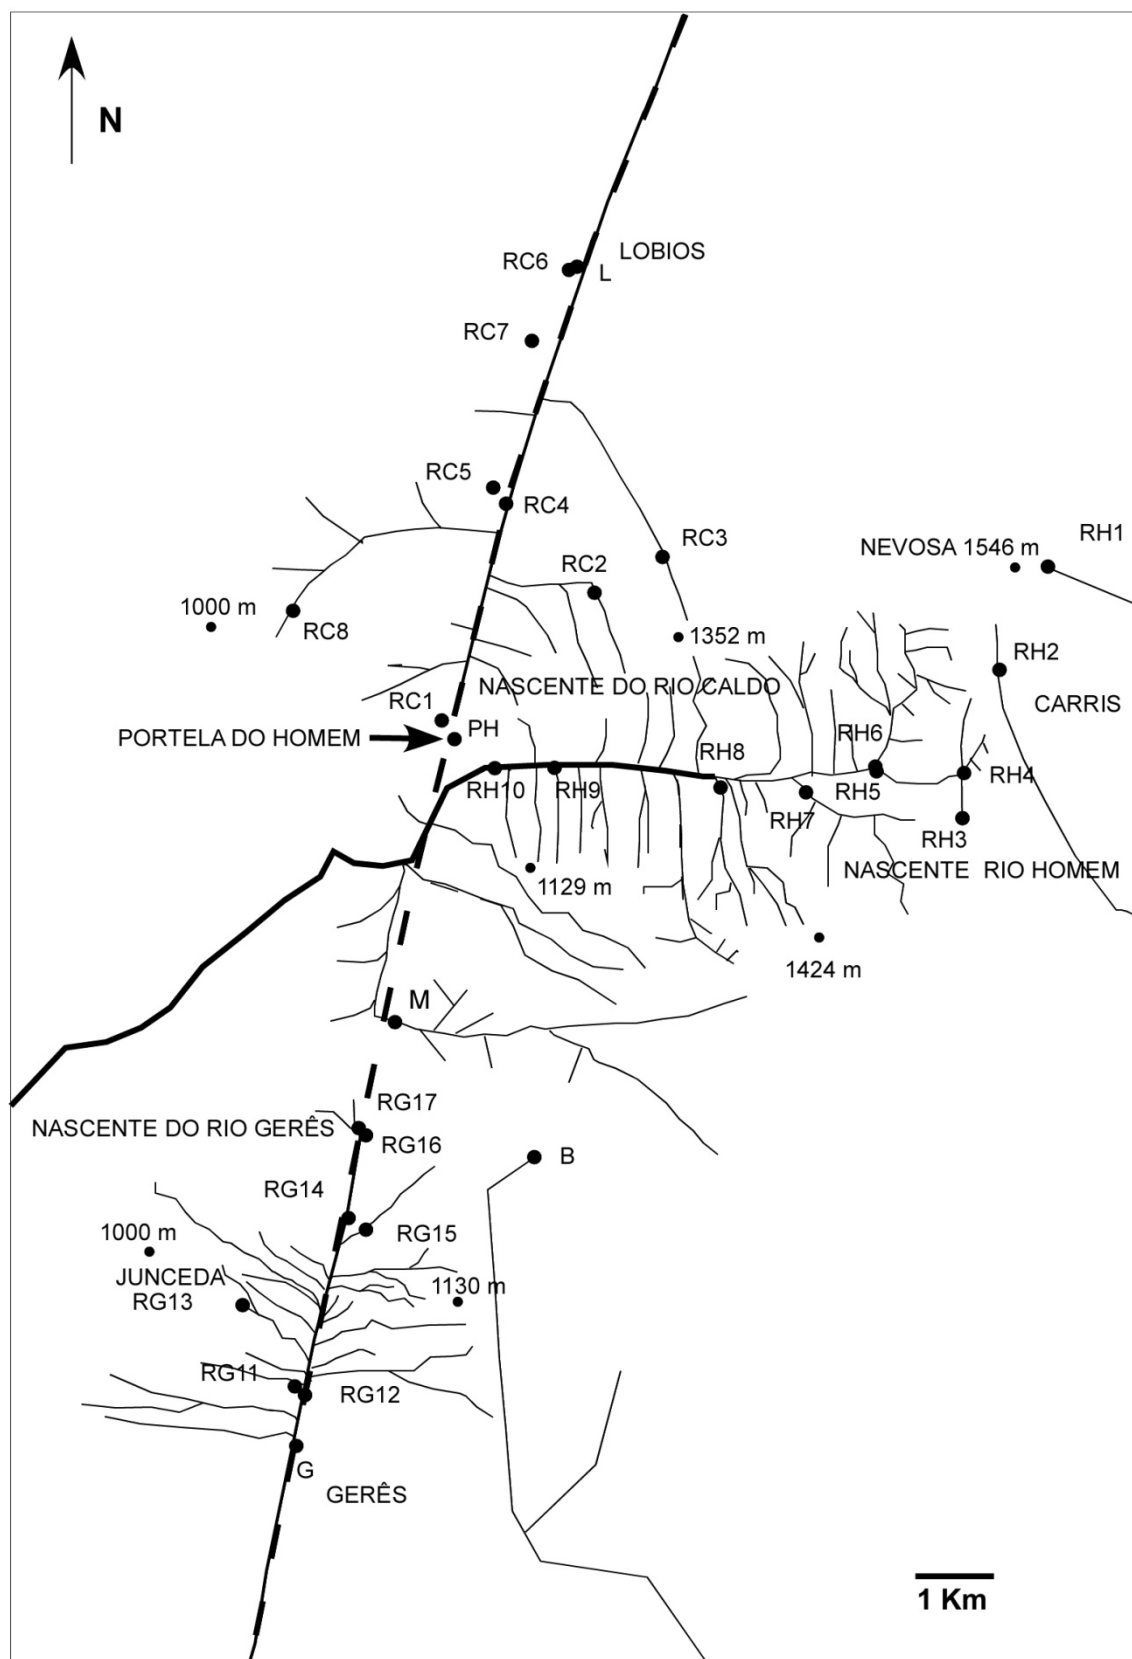 N
LOBIOS
RC6
L
RC7
RC5
RC4
RC3
RH1
NEVOSA 1546 m
RC2
1000 m
RC8
1352 m
RH2
NASCENTE DO RIO CALDO
RC1
CARRIS
PORTELA DO HOMEM
PH
RH6
RH8
RH4
RH10
RH9
RH5
RH7
RH3
NASCENTE RIO HOMEM
1129 m
1424 m
M
RG17
NASCENTE DO RIO GERÊS
RG16
B
RG14
1000 m
RG15
JUNCEDA
1130 m
RG13
RG11
RG12
G
GERÊS
1 Km